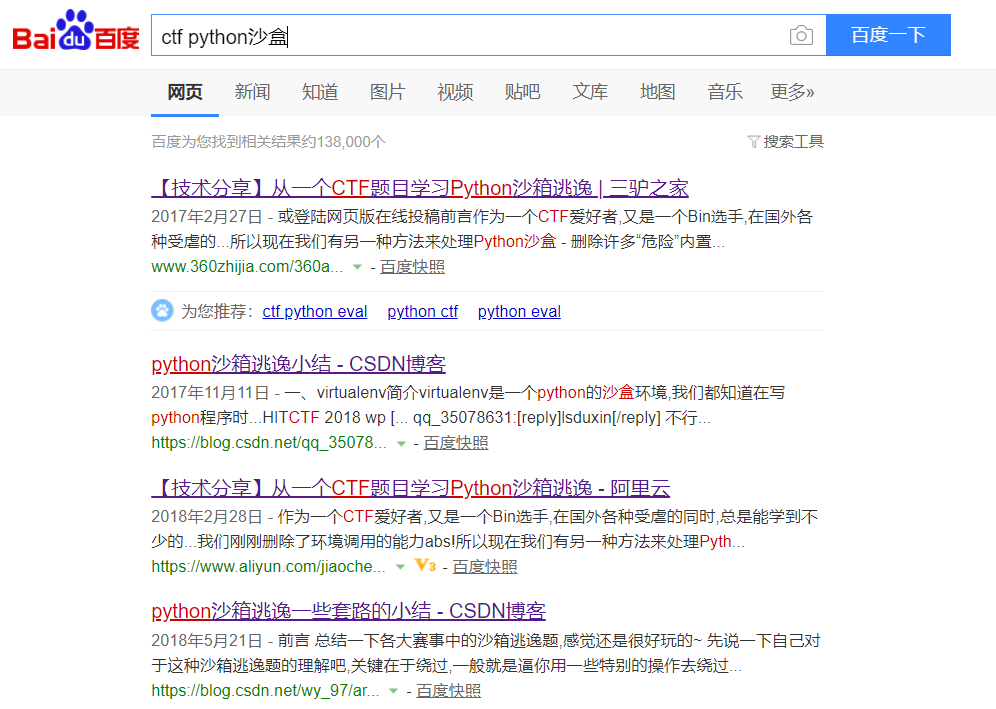 Bai du 百度
ctf python沙盒
百度一下
网页 新闻 知道 图片 视频 贴吧 文库 地图 音乐 更多»
百度为您找到相关结果约138,000个 搜索工具
【技术分享】从一个CTF题目学习Python沙箱逃逸 | 三驴之家
2017年2月27日 - 或登陆网页版在线投稿前言作为一个CTF爱好者,又是一个Bin选手,在国外各
种受虐的...所以现在我们有另一种方法来处理Python沙盒 - 删除许多“危险”内置...
www.360zhijia.com/360a... - 百度快照
为您推荐： ctf python eval python ctf python eval
python沙箱逃逸小结 - CSDN博客
2017年11月11日 - 一、virtualenv简介virtualenv是一个python的沙盒环境,我们都知道在写
python程序时...HITCTF 2018 wp [... qq_35078631:[reply]lsduxin[/reply] 不行...
https://blog.csdn.net/qq_35078... - 百度快照
【技术分享】从一个CTF题目学习Python沙箱逃逸 - 阿里云
2018年2月28日 - 作为一个CTF爱好者,又是一个Bin选手,在国外各种受虐的同时,总是能学到不
少的...我们刚刚删除了环境调用的能力abs!所以现在我们有另一种方法来处理Pyth...
https://www.aliyun.com/jiaoche... V3 - 百度快照
python沙箱逃逸一些套路的小结 - CSDN博客
2018年5月21日 - 前言 总结一下各大赛事中的沙箱逃逸题,感觉还是很好玩的~ 先说一下自己对
于这种沙箱逃逸题的理解吧,关键在于绕过,一般就是逼你用一些特别的操作去绕过...
https://blog.csdn.net/wy_97/ar... - 百度快照